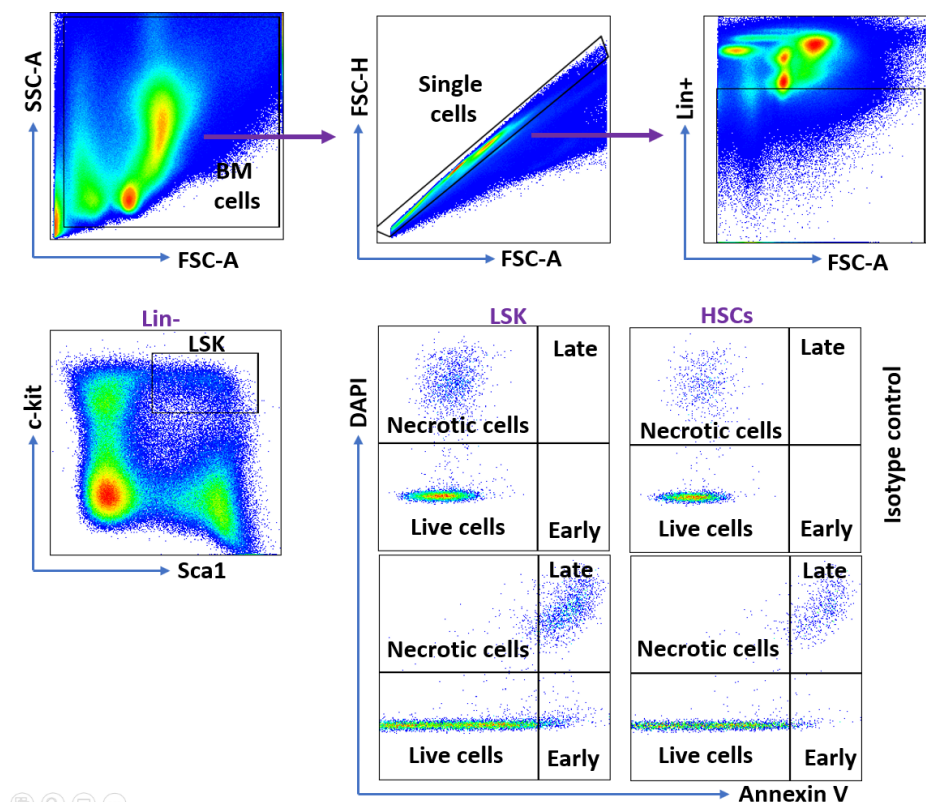 SSC-A
BM
cells
FSC-A
FSC-H
Single
cells
FSC-A
Lin+
FSC-A
Lin-
LSK
c-kit
Sca1
LSK
HSCs
DAPI
Late
Necrotic cells
Live cells
Early
Late
Necrotic cells
Live cells
Early
Isotype control
Late
Necrotic cells
Live cells
Early
Late
Necrotic cells
Live cells
Early
Annexin V